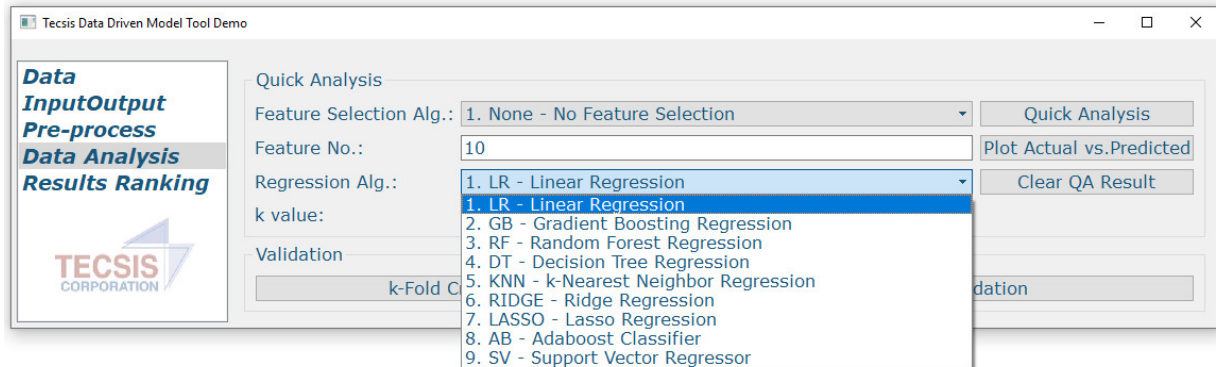 Tecsis Data Driven Model Tool Demo
Data
InputOutput
Pre-process
Data Analysis
Results Ranking
TECSIS
CORPORATION
Quick Analysis
Feature Selection Alg.: 1. None - No Feature Selection Quick Analysis
Feature No.: 10 Plot Actual vs.Predicted
Regression Alg.: 1. LR - Linear Regression Clear QA Result
k value:
1. LR - Linear Regression
2. GB - Gradient Boosting Regression
3. RF - Random Forest Regression
4. DT - Decision Tree Regression
5. KNN - k-Nearest Neighbor Regression
6. RIDGE - Ridge Regression
7. LASSO - Lasso Regression
8. AB - Adaboost Classifier
9. SV - Support Vector Regressor
Validation
k-Fold C dation